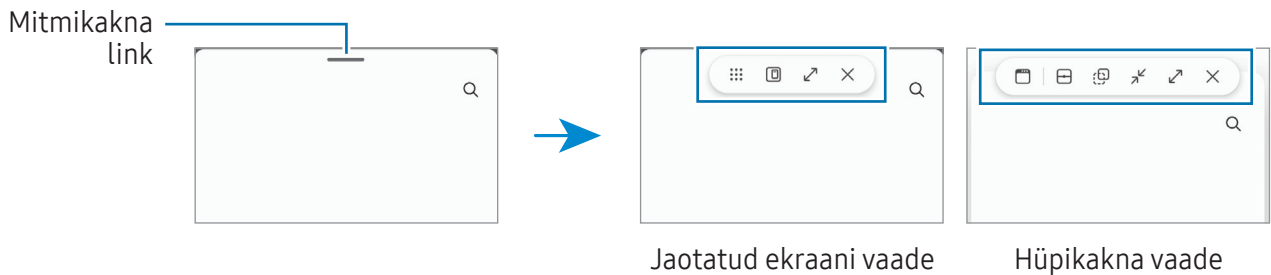 Mitmikakna
link
Jaotatud ekraani vaade
Hüpikakna vaade